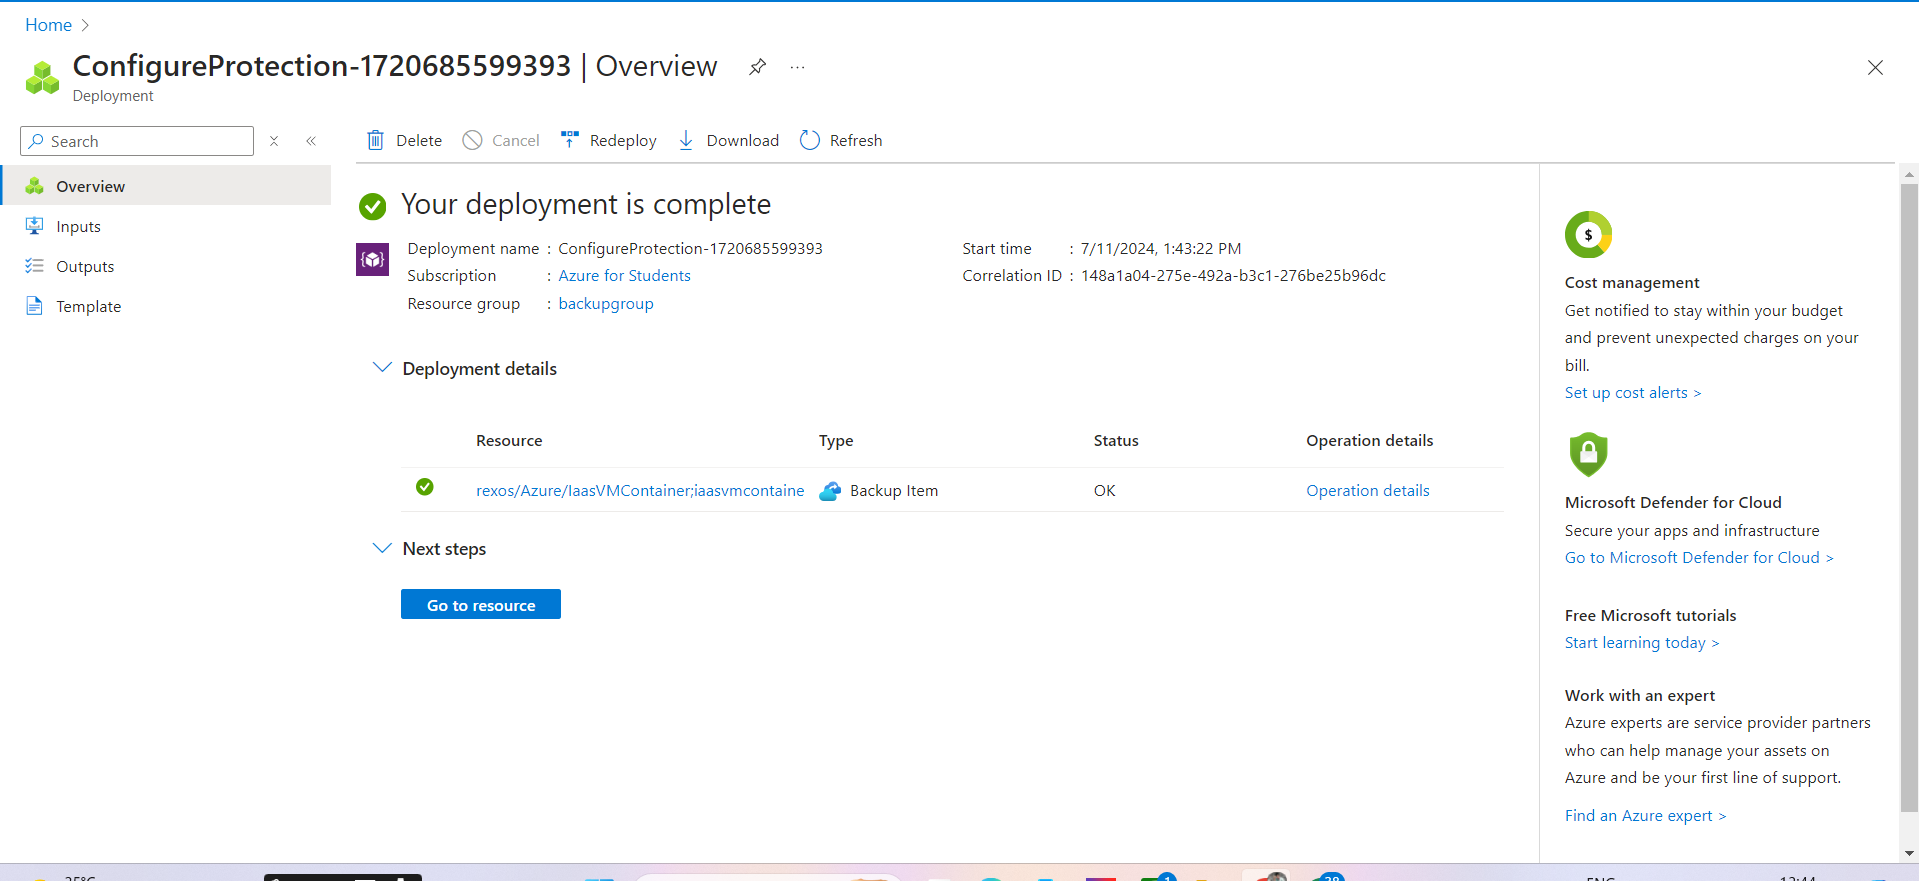 Home
ConfigureProtection-1720685599393 | Overview
Deployment
Search
Delete
Cancel
Redeploy
Download
Refresh
Overview
Inputs
Outputs
Template
Your deployment is complete
Deployment name : ConfigureProtection-1720685599393
Subscription : Azure for Students
Resource group : backupgroup
Start time : 7/11/2024, 1:43:22 PM
Correlation ID : 148a1a04-275e-492a-b3c1-276be25b96dc
Deployment details
Resource Type Status Operation details
rexos/Azure/IaasVMContainer;iaasvmcontaine Backup Item OK Operation details
Next steps
Go to resource
$
Cost management
Get notified to stay within your budget
and prevent unexpected charges on your
bill.
Set up cost alerts >
Microsoft Defender for Cloud
Secure your apps and infrastructure
Go to Microsoft Defender for Cloud >
Free Microsoft tutorials
Start learning today >
Work with an expert
Azure experts are service provider partners
who can help manage your assets on
Azure and be your first line of support.
Find an Azure expert >